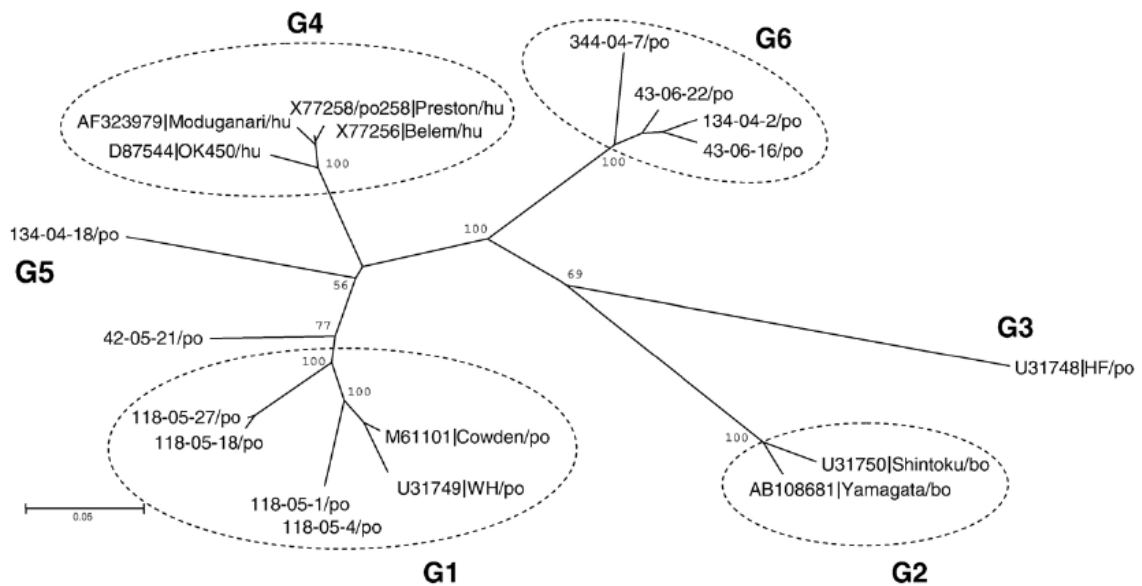 G4
G6
344-04-7/po
43-06-22/po
134-04-2/po
43-06-16/po
100
X77258/po258|Preston/hu
AF323979|Moduganari/hu
X77256|Belem/hu
D87544|OK450/hu
100
134-04-18/po
G5
100
56
69
77
42-05-21/po
G3
U31748|HF/po
100
100
118-05-27/po
118-05-18/po
M61101|Cowden/po
U31749|WH/po
118-05-1/po
118-05-4/po
100
U31750|Shintoku/bo
AB108681|Yamagata/bo
0.05
G1
G2